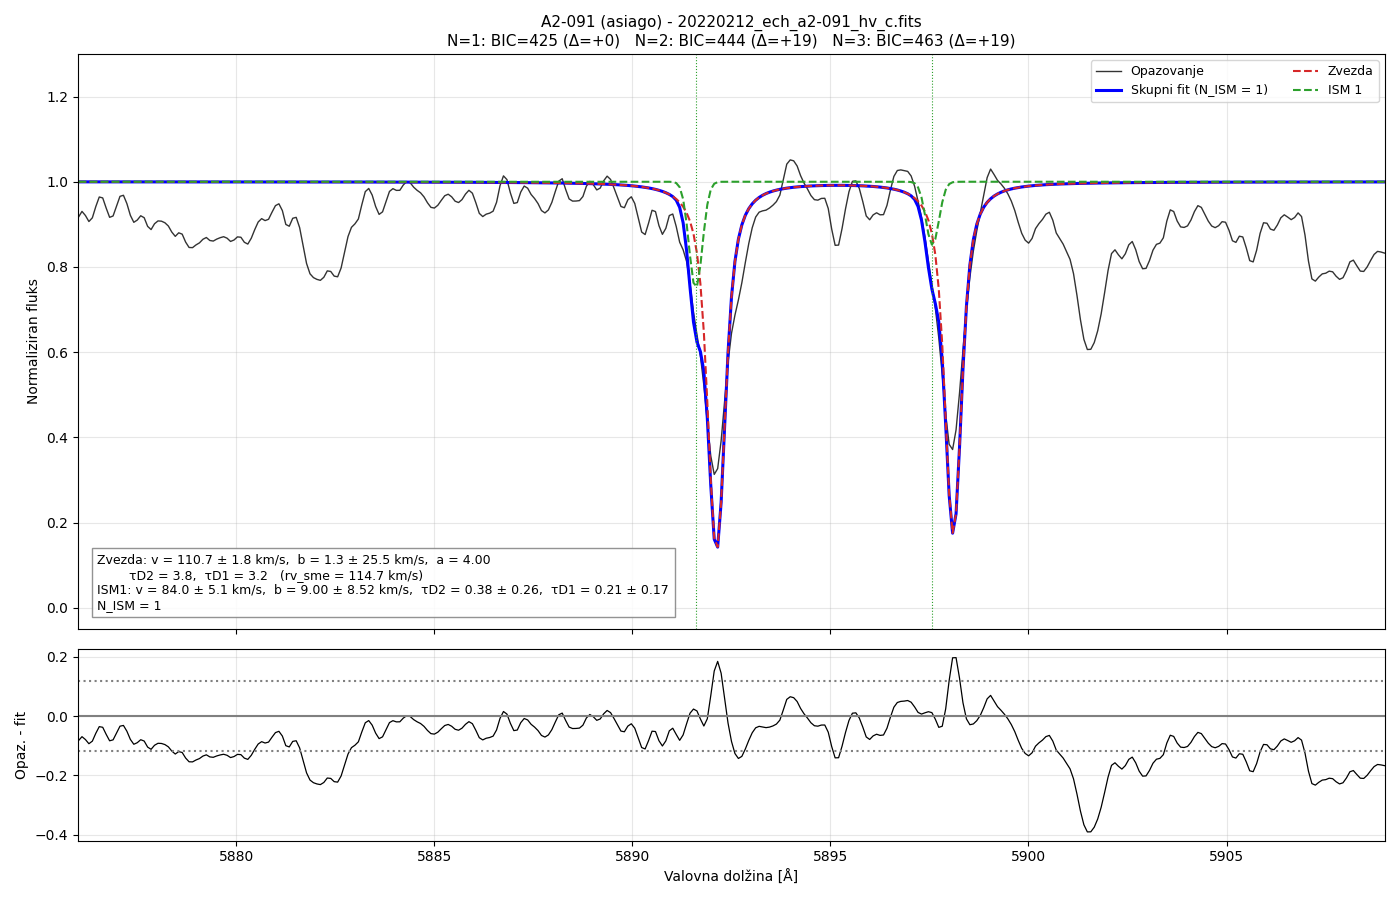 A2-091 (asiago) - 20220212_ech_a2-091_hv_c.fits
N=1: BIC=425 (Δ=+0)   N=2: BIC=444 (Δ=+19)   N=3: BIC=463 (Δ=+19)
Opazovanje
Skupni fit (N_ISM = 1)
Zvezda
ISM 1
Normaliziran fluks
1.2
1.0
0.8
0.6
0.4
0.2
0.0
Zvezda: v = 110.7 ± 1.8 km/s,  b = 1.3 ± 25.5 km/s,  a = 4.00
τD2 = 3.8,  τD1 = 3.2   (rv_sme = 114.7 km/s)
ISM1: v = 84.0 ± 5.1 km/s,  b = 9.00 ± 8.52 km/s,  τD2 = 0.38 ± 0.26,  τD1 = 0.21 ± 0.17
N_ISM = 1
Opaz. - fit
0.2
0.0
−0.2
−0.4
5880
5885
5890
5895
5900
5905
Valovna dolžina [Å]